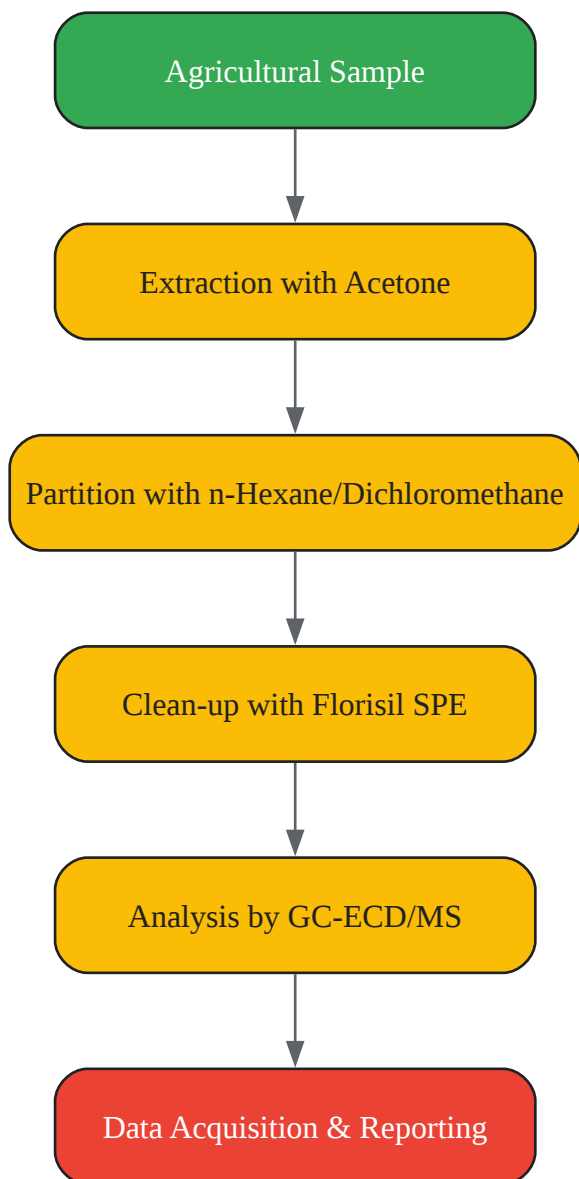 Agricultural Sample
Extraction with Acetone
Partition with n-Hexane/Dichloromethane
Clean-up with Florisil SPE
Analysis by GC-ECD/MS
Data Acquisition & Reporting